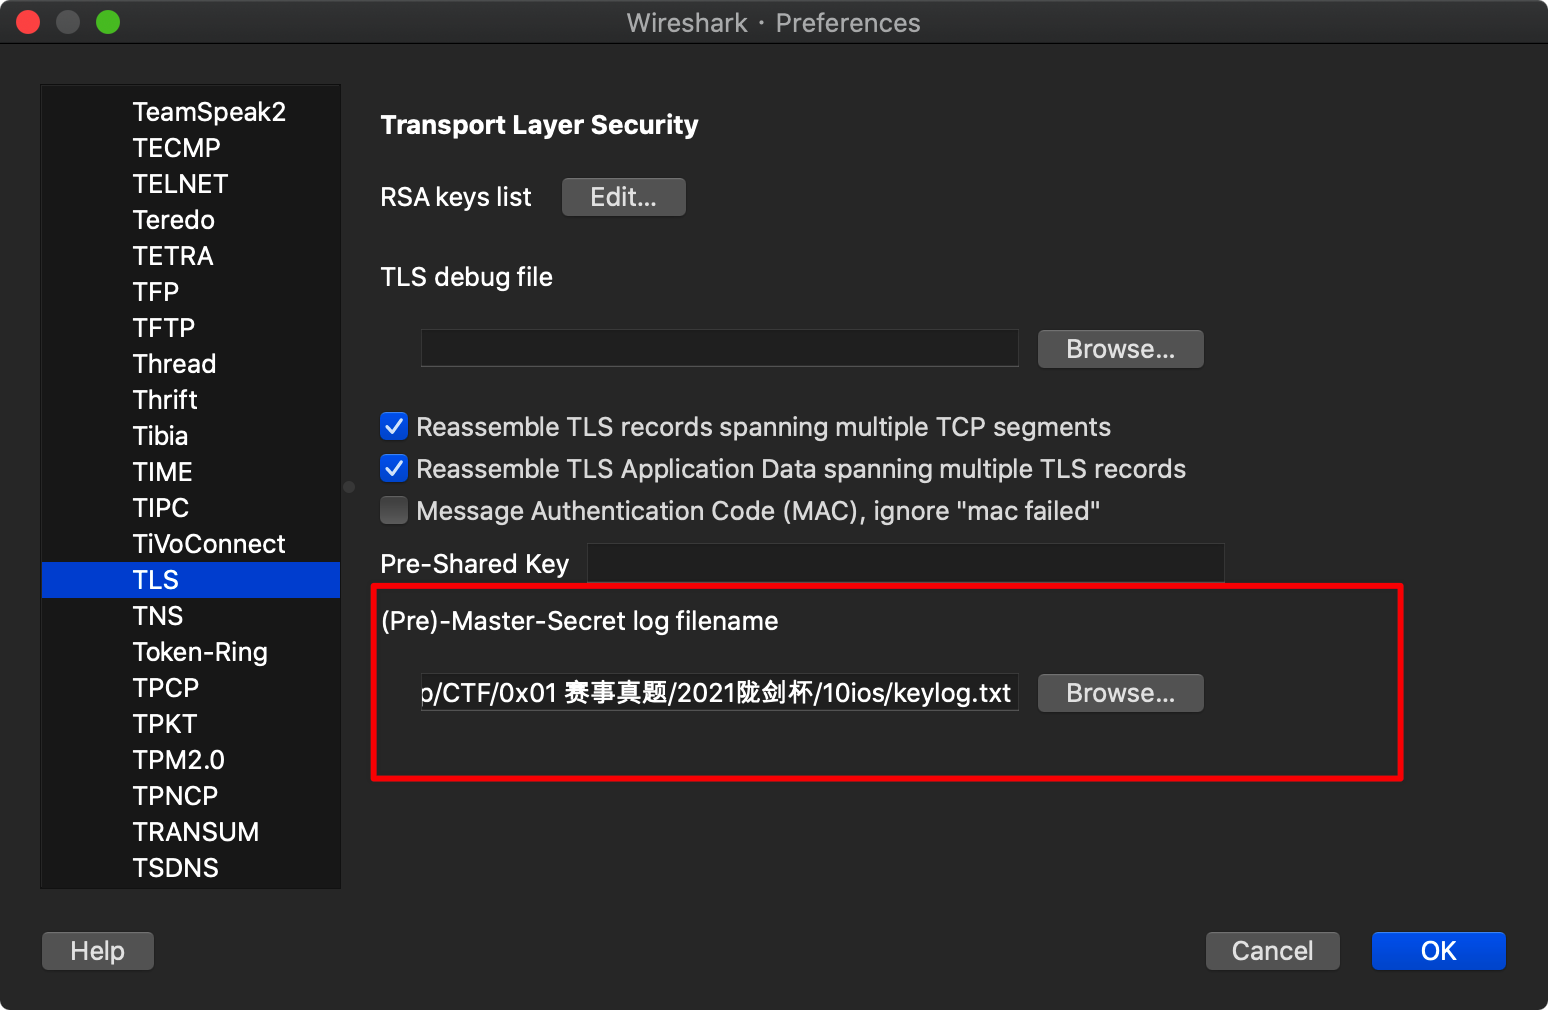 Wireshark · Preferences
TeamSpeak2
TECMP
TELNET
Teredo
TETRA
TFP
TFTP
Thread
Thrift
Tibia
TIME
TIPC
TiVoConnect
TLS
TNS
Token-Ring
TPCP
TPKT
TPM2.0
TPNCP
TRANSUM
TSDNS
Transport Layer Security
RSA keys list Edit...
TLS debug file
Browse...
Reassemble TLS records spanning multiple TCP segments
Reassemble TLS Application Data spanning multiple TLS records
Message Authentication Code (MAC), ignore "mac failed"
Pre-Shared Key
(Pre)-Master-Secret log filename
p/CTF/0x01 赛事真题/2021陇剑杯/10ios/keylog.txt Browse...
Help Cancel OK